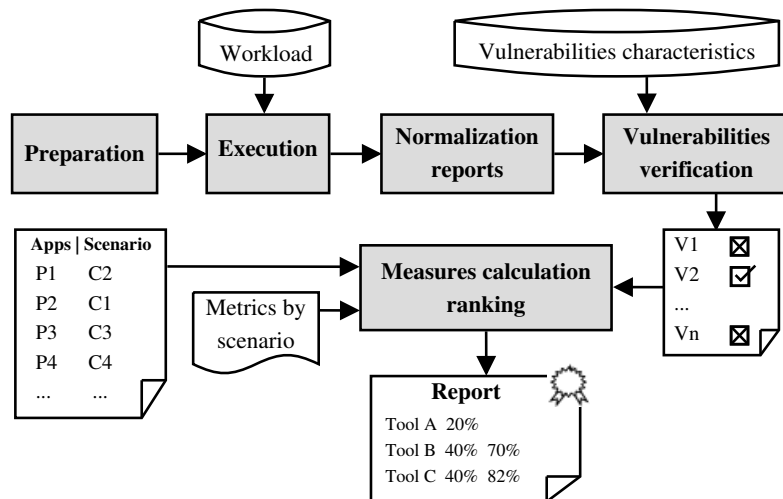 Workload
Vulnerabilities characteristics
Preparation
Execution
Normalization
reports
Vulnerabilities
verification
Apps | Scenario
P1 C2
P2 C1
P3 C3
P4 C4
... ...
Metrics by
scenario
Measures calculation
ranking
V1
V2
...
Vn
Report
Tool A 20%
Tool B 40% 70%
Tool C 40% 82%